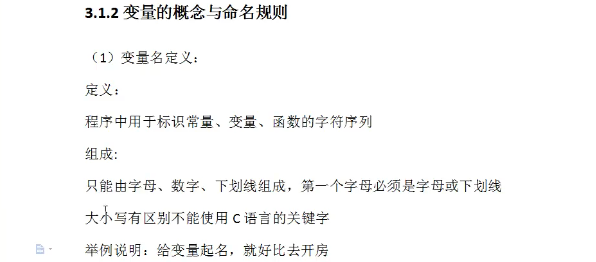 3.1.2 变量的概念与命名规则
（1）变量名定义：
定义：
程序中用于标识常量、变量、函数的字符序列
组成:
只能由字母、数字、下划线组成，第一个字母必须是字母或下划线
大小写有区别不能使用 C 语言的关键字
举例说明：给变量起名，就好比去开房